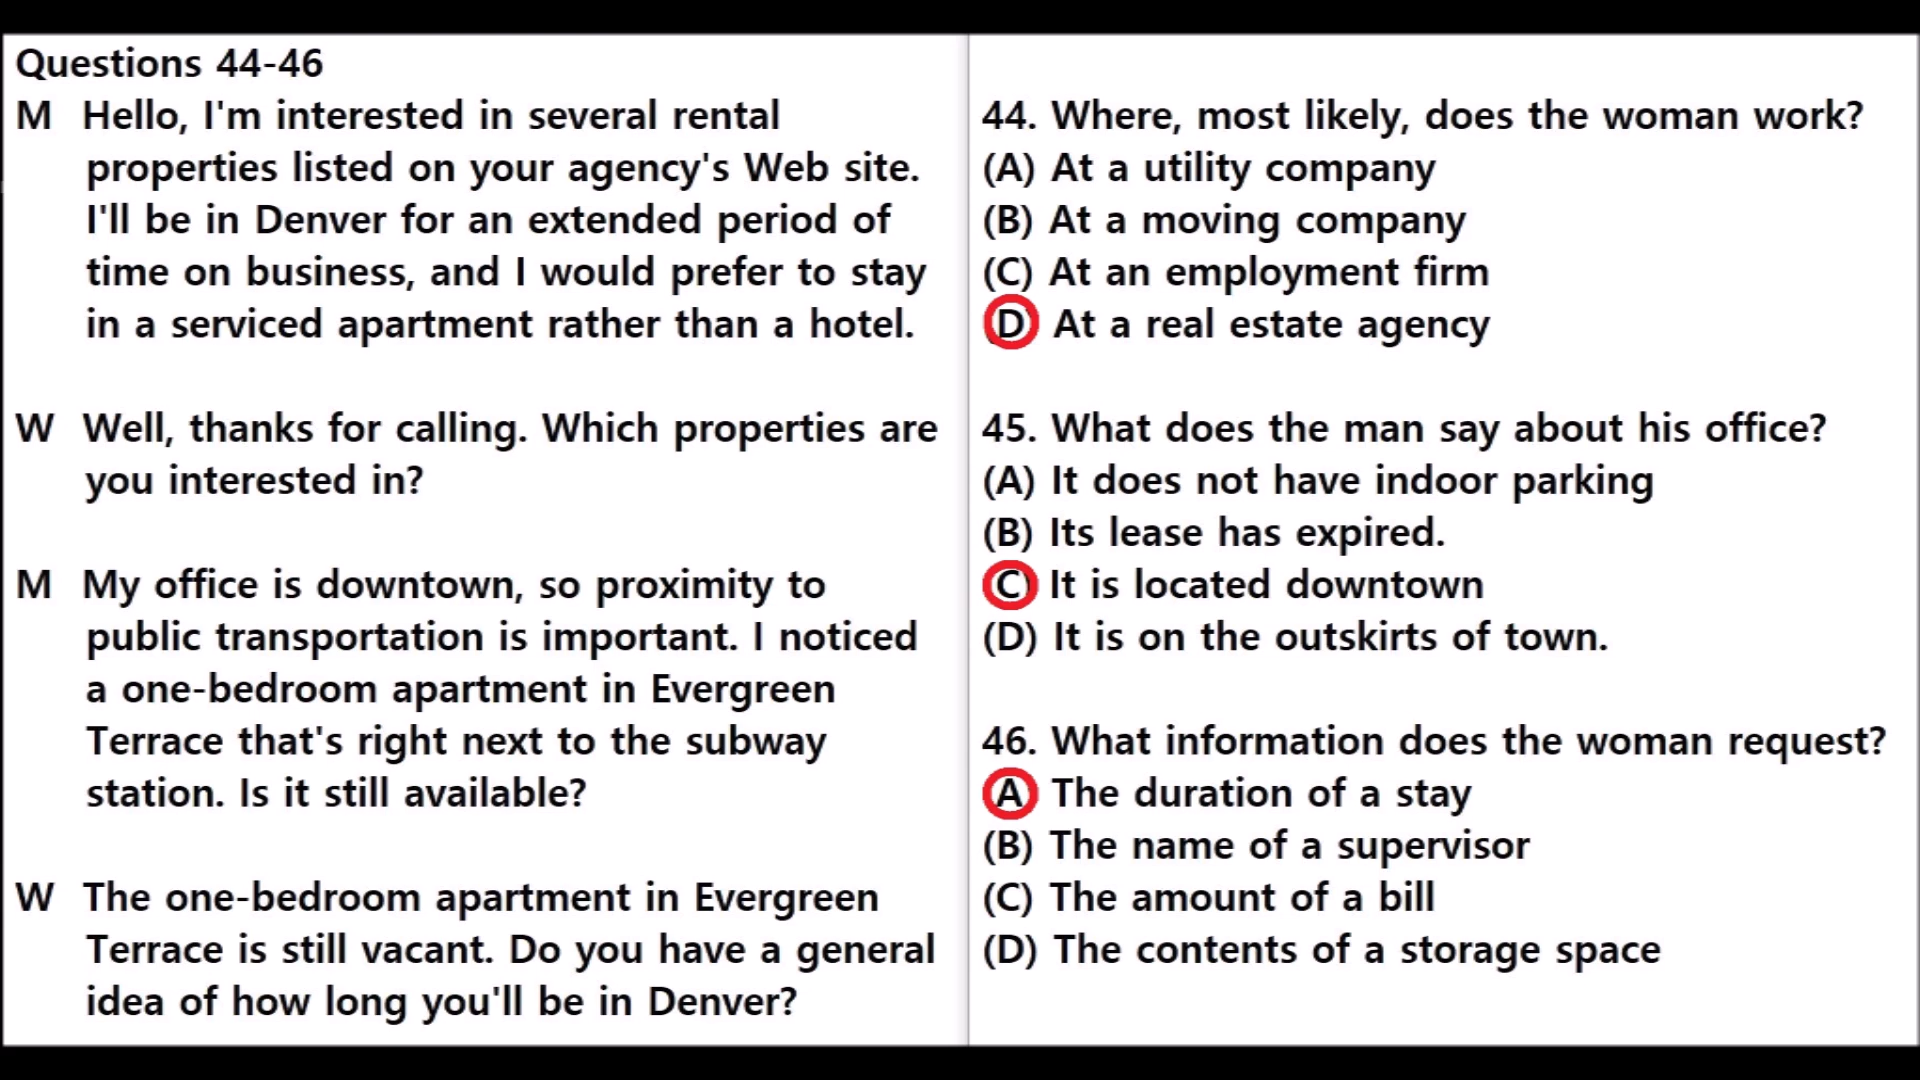 Questions 44-46
M Hello, I'm interested in several rental
properties listed on your agency's Web site.
I'll be in Denver for an extended period of
time on business, and I would prefer to stay
in a serviced apartment rather than a hotel.
W Well, thanks for calling. Which properties are
you interested in?
M My office is downtown, so proximity to
public transportation is important. I noticed
a one-bedroom apartment in Evergreen
Terrace that's right next to the subway
station. Is it still available?
W The one-bedroom apartment in Evergreen
Terrace is still vacant. Do you have a general
idea of how long you'll be in Denver?
44. Where, most likely, does the woman work?
(A) At a utility company
(B) At a moving company
(C) At an employment firm
(D) At a real estate agency
45. What does the man say about his office?
(A) It does not have indoor parking
(B) Its lease has expired.
(C) It is located downtown
(D) It is on the outskirts of town.
46. What information does the woman request?
(A) The duration of a stay
(B) The name of a supervisor
(C) The amount of a bill
(D) The contents of a storage space